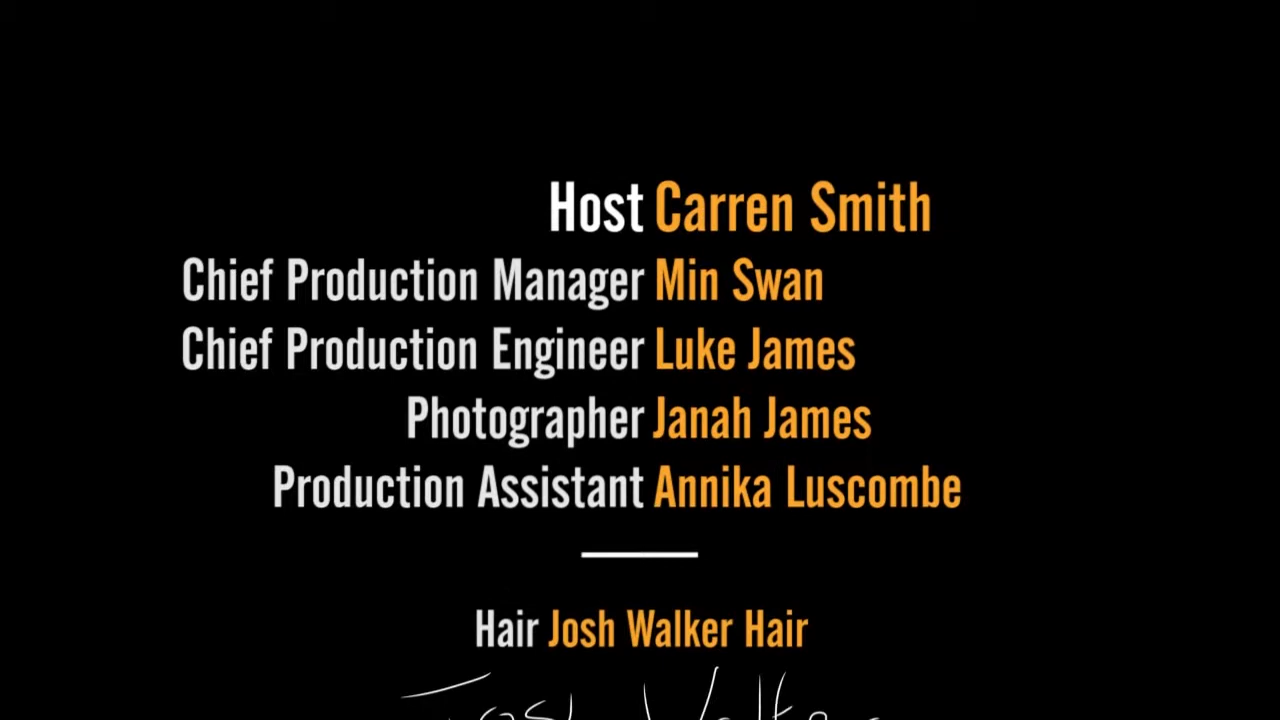 Host Carren Smith
Chief Production Manager Min Swan
Chief Production Engineer Luke James
Photographer Janah James
Production Assistant Annika Luscombe
Hair Josh Walker Hair